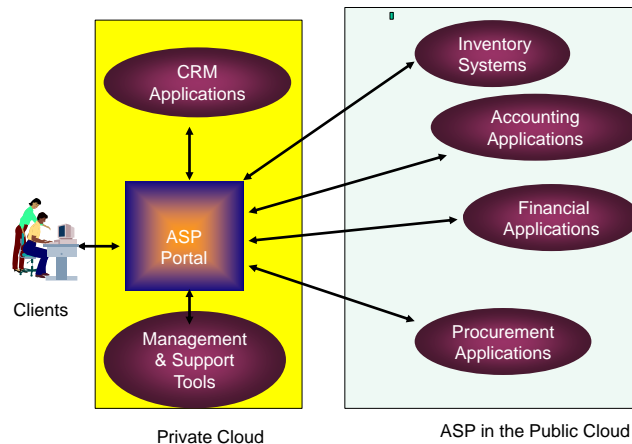 CRM
Applications
Inventory
Systems
Accounting
Applications
ASP
Portal
Financial
Applications
Clients
Management
& Support
Tools
Procurement
Applications
Private Cloud
ASP in the Public Cloud